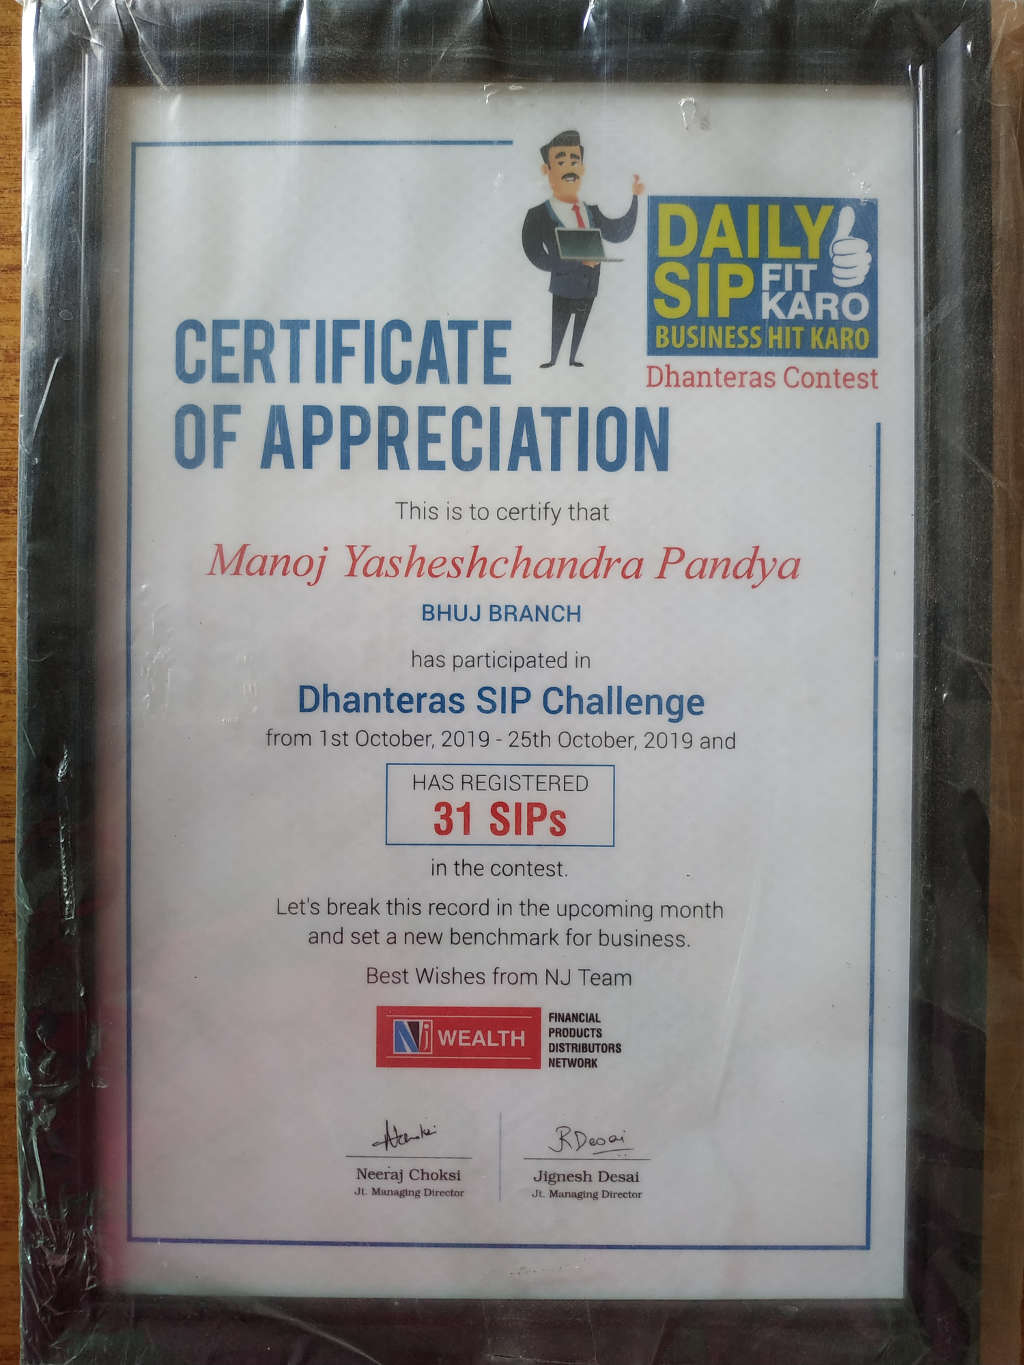 DAILY
SIP FIT
KARO
BUSINESS HIT KARO
Dhanteras Contest
CERTIFICATE
OF APPRECIATION
This is to certify that
Manoj Yasheshchandra Pandya
BHUJ BRANCH
has participated in
Dhanteras SIP Challenge
from 1st October, 2019 - 25th October, 2019 and
HAS REGISTERED
31 SIPs
in the contest.
Let's break this record in the upcoming month
and set a new benchmark for business.
Best Wishes from NJ Team
NJ WEALTH
FINANCIAL
PRODUCTS
DISTRIBUTORS
NETWORK
Neeraj Choksi
Jt. Managing Director
JRDesai
Jignesh Desai
Jt. Managing Director